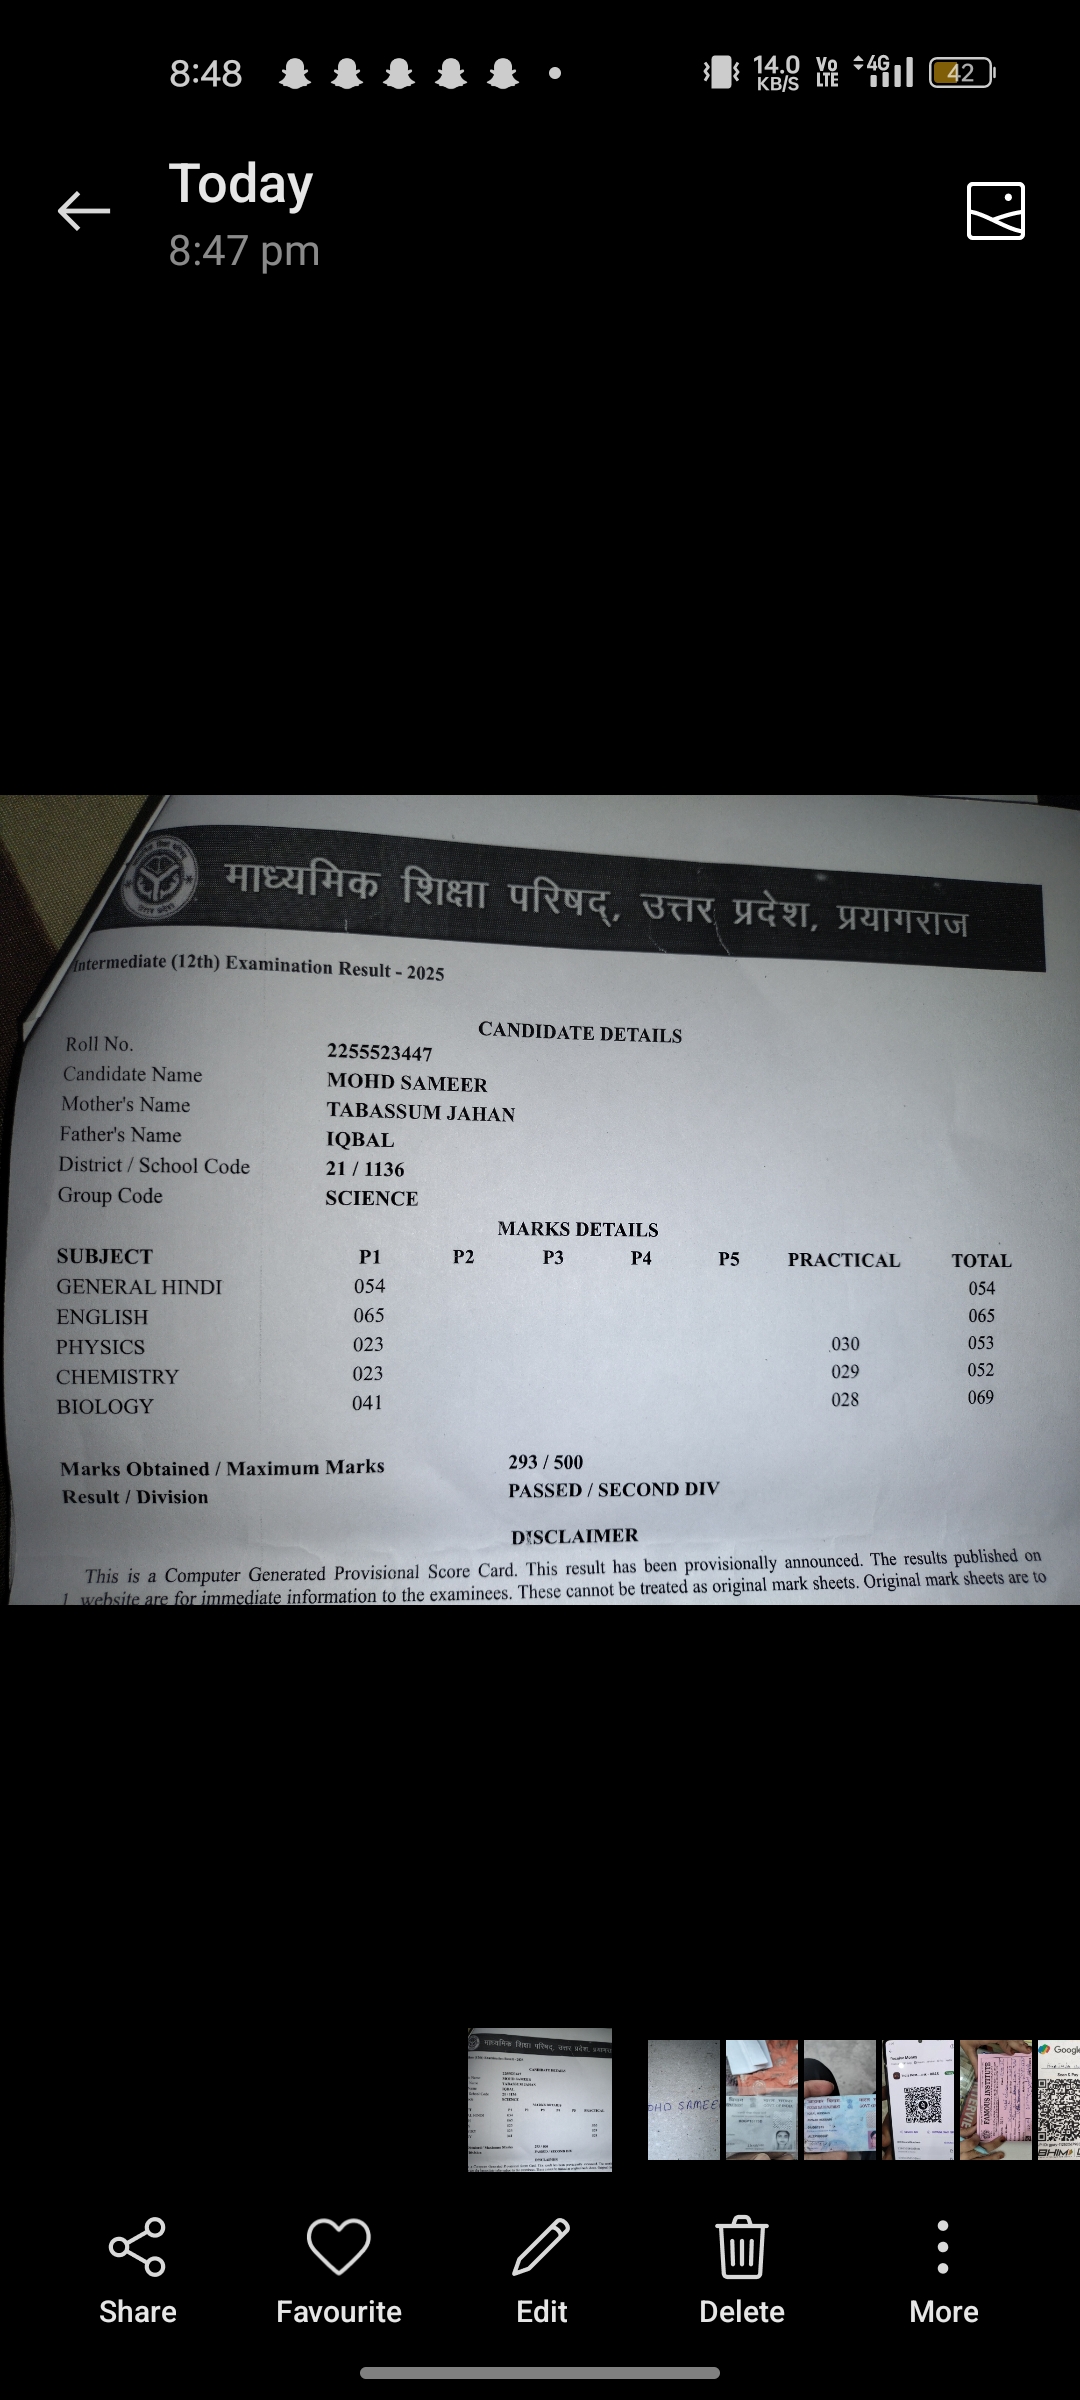 8:48
14.0 KB/S Vo LTE 4G 42
Today
8:47 pm
माध्यमिक शिक्षा परिषद्, उत्तर प्रदेश, प्रयागराज
Intermediate (12th) Examination Result - 2025
CANDIDATE DETAILS
Roll No. 2255523447
Candidate Name MOHD SAMEER
Mother's Name TABASSUM JAHAN
Father's Name IQBAL
District / School Code 21 / 1136
Group Code SCIENCE
MARKS DETAILS
SUBJECT P1 P2 P3 P4 P5 PRACTICAL TOTAL
GENERAL HINDI 054 054
ENGLISH 065 065
PHYSICS 023 030 053
CHEMISTRY 023 029 052
BIOLOGY 041 028 069
Marks Obtained / Maximum Marks 293 / 500
Result / Division PASSED / SECOND DIV
DISCLAIMER
This is a Computer Generated Provisional Score Card. This result has been provisionally announced. The results published on
website are for immediate information to the examinees. These cannot be treated as original mark sheets. Original mark sheets are to
OHD SAMEE
FAMOUS INSTITUTE
Google
Share Favourite Edit Delete More